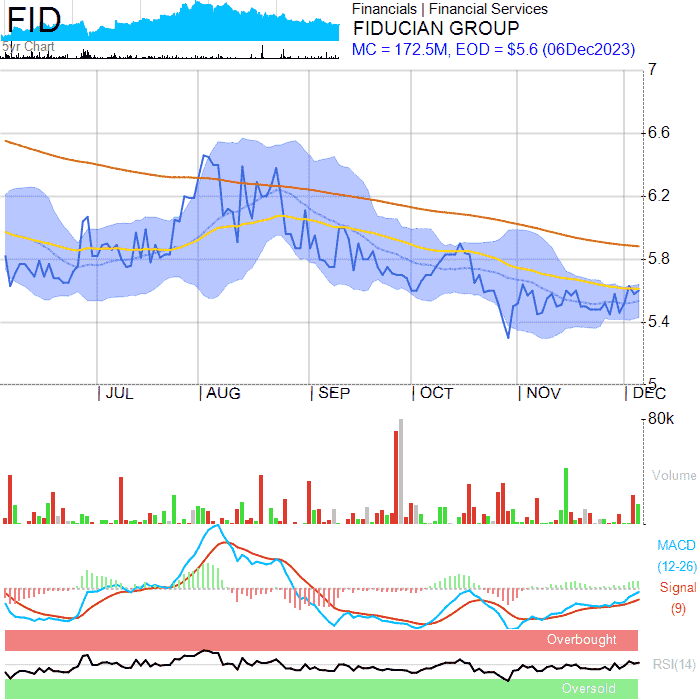 FID
5yr Chart
Financials | Financial Services
FIDUCIAN GROUP
MC = 172.5M, EOD = $5.6 (06Dec2023)
7
6.6
6.2
5.8
5.4
5
JUL
AUG
SEP
OCT
NOV
DEC
80k
Volume
MACD
(12-26)
Signal
(9)
Overbought
RSI(14)
Oversold